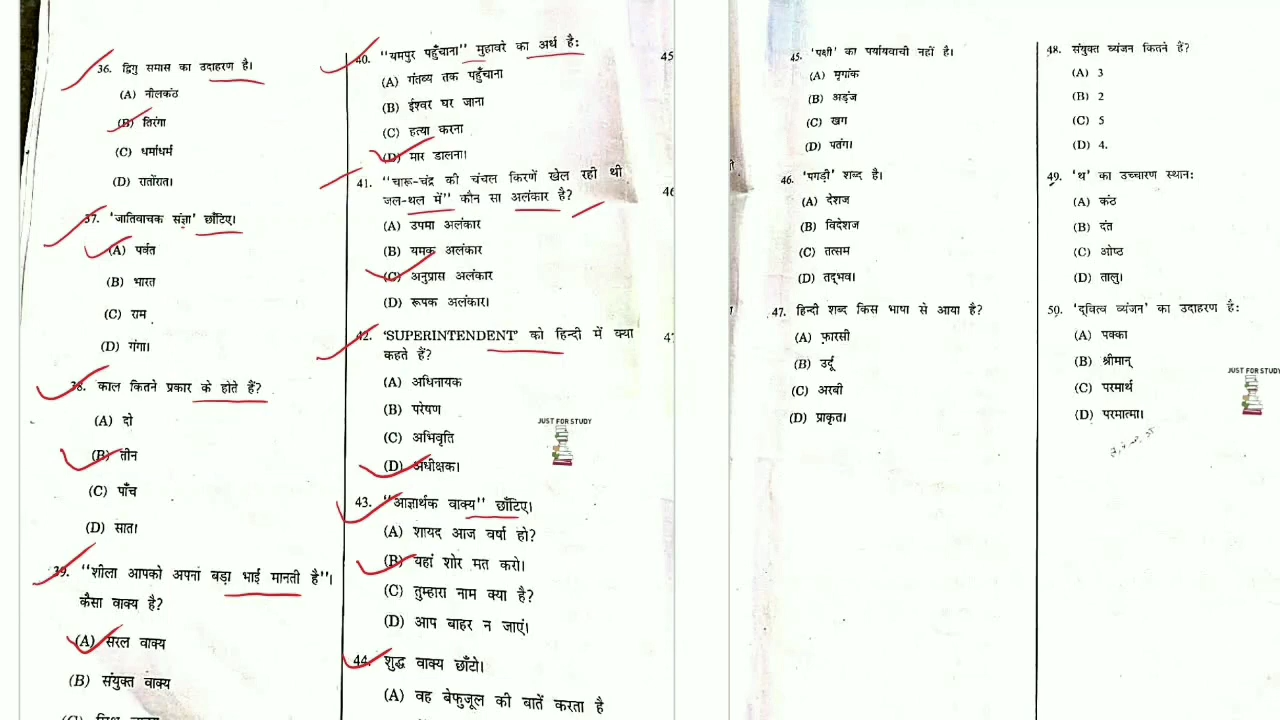 36. द्विगु समास का उदाहरण है।
(A) नीलकंठ
(B) तिरंगा
(C) धर्माधर्म
(D) रातोंरात।
37. 'जातिवाचक संज्ञा' छाँटिए।
(A) पर्वत
(B) भारत
(C) राम
(D) गंगा।
38. काल कितने प्रकार के होते हैं?
(A) दो
(B) तीन
(C) पाँच
(D) सात।
39. "शीला आपको अपना बड़ा भाई मानती है"।
कैसा वाक्य है?
(A) सरल वाक्य
(B) संयुक्त वाक्य
40. "यमपुर पहुँचाना" मुहावरे का अर्थ है:
(A) गंतव्य तक पहुँचाना
(B) ईश्वर घर जाना
(C) हत्या करना
(D) मार डालना।
41. "चारू-चंद्र की चंचल किरणें खेल रही थी
जल-थल में" कौन सा अलंकार है?
(A) उपमा अलंकार
(B) यमक अलंकार
(C) अनुप्रास अलंकार
(D) रूपक अलंकार।
42. 'SUPERINTENDENT' को हिन्दी में क्या
कहते हैं?
(A) अधिनायक
(B) परेषण
(C) अभिवृति
(D) अधीक्षक।
JUST FOR STUDY
43. "आज्ञार्थक वाक्य" छाँटिए।
(A) शायद आज वर्षा हो?
(B) यहां शोर मत करो।
(C) तुम्हारा नाम क्या है?
(D) आप बाहर न जाएं।
44. शुद्ध वाक्य छाँटो।
(A) वह बेफुजूल की बातें करता है
45
46
47
45. 'पक्षी' का पर्यायवाची नहीं है।
(A) मृगांक
(B) अड्ंज
(C) खग
(D) पतंग।
46. 'पगड़ी' शब्द है।
(A) देशज
(B) विदेशज
(C) तत्सम
(D) तद्भव।
47. हिन्दी शब्द किस भाषा से आया है?
(A) फ़ारसी
(B) उर्दू
(C) अरबी
(D) प्राकृत।
48. संयुक्त व्यंजन कितने हैं?
(A) 3
(B) 2
(C) 5
(D) 4.
49. 'थ' का उच्चारण स्थान:
(A) कंठ
(B) दंत
(C) ओष्ठ
(D) तालु।
50. 'द्वित्व व्यंजन' का उदाहरण है:
(A) पक्का
(B) श्रीमान्
(C) परमार्थ
(D) परमात्मा।
JUST FOR STUDY